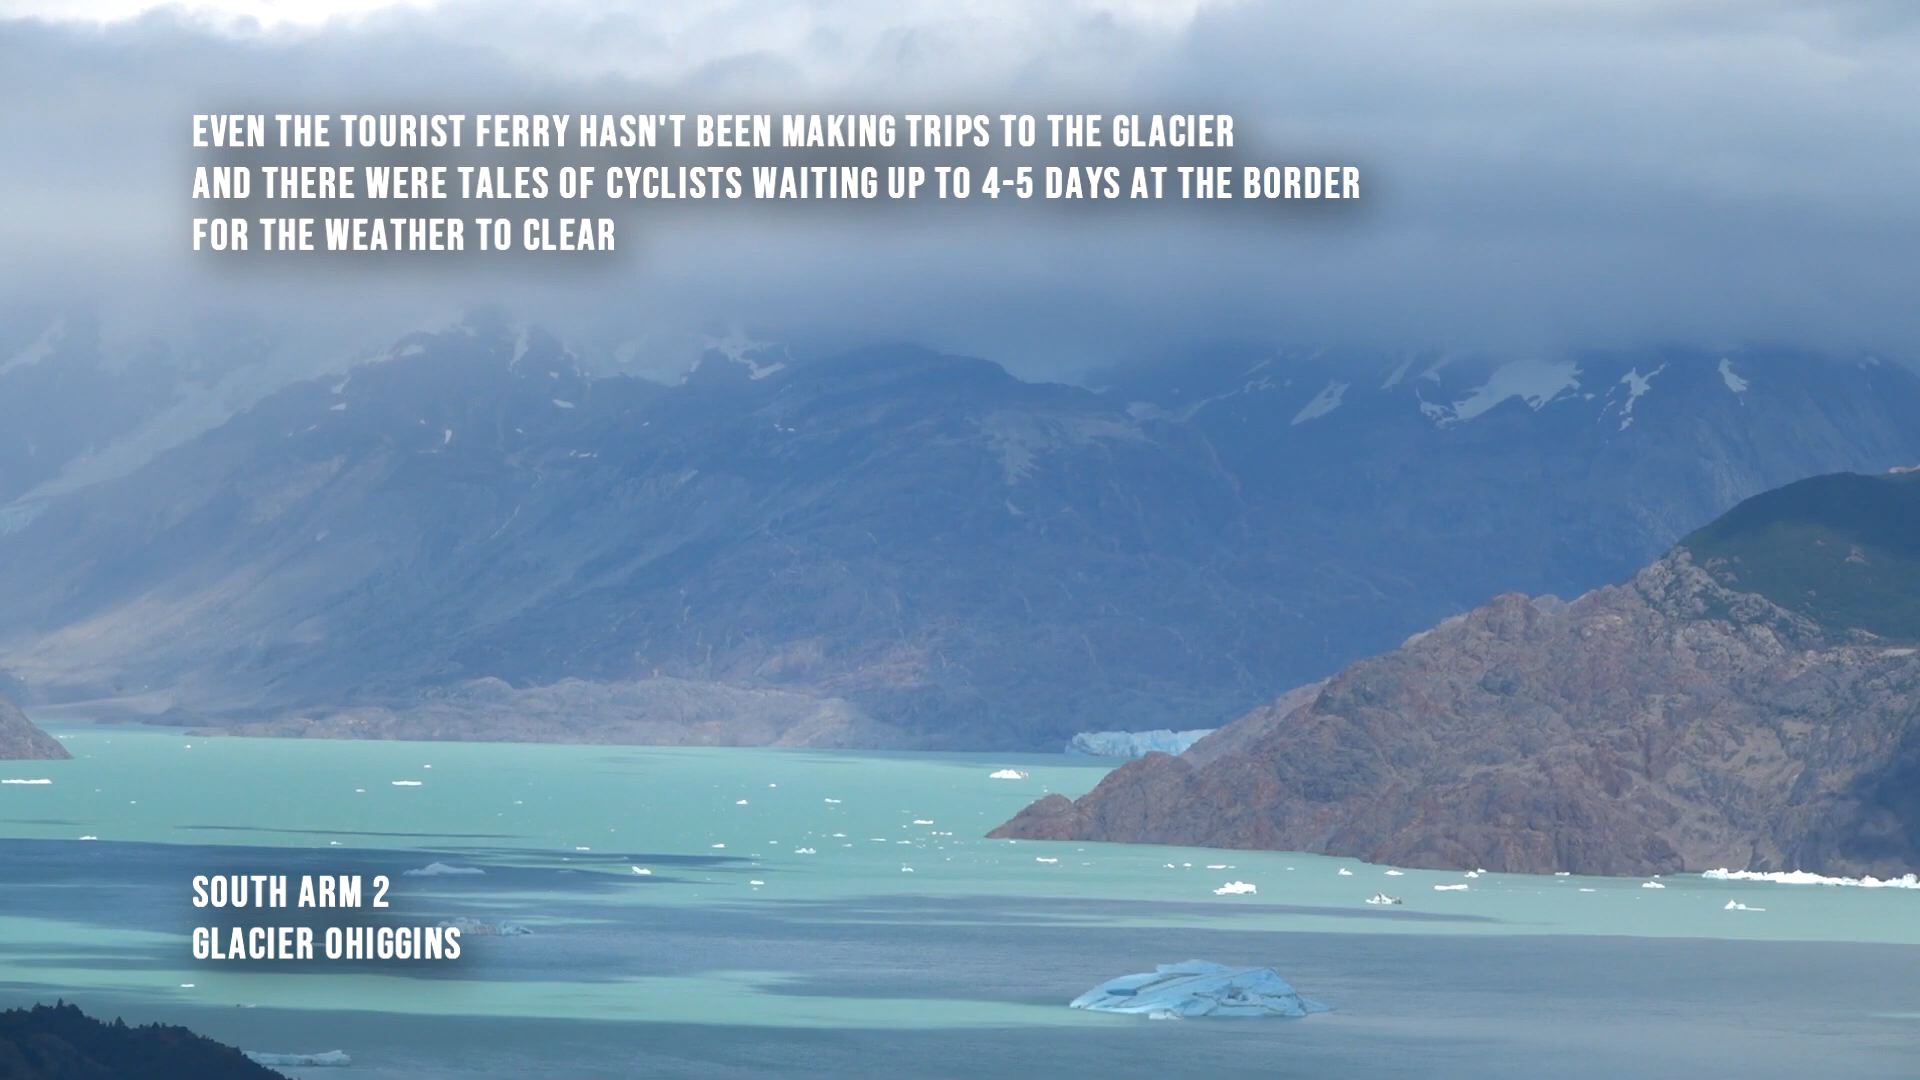 EVEN THE TOURIST FERRY HASN'T BEEN MAKING TRIPS TO THE GLACIER
AND THERE WERE TALES OF CYCLISTS WAITING UP TO 4-5 DAYS AT THE BORDER
FOR THE WEATHER TO CLEAR
SOUTH ARM 2
GLACIER OHIGGINS